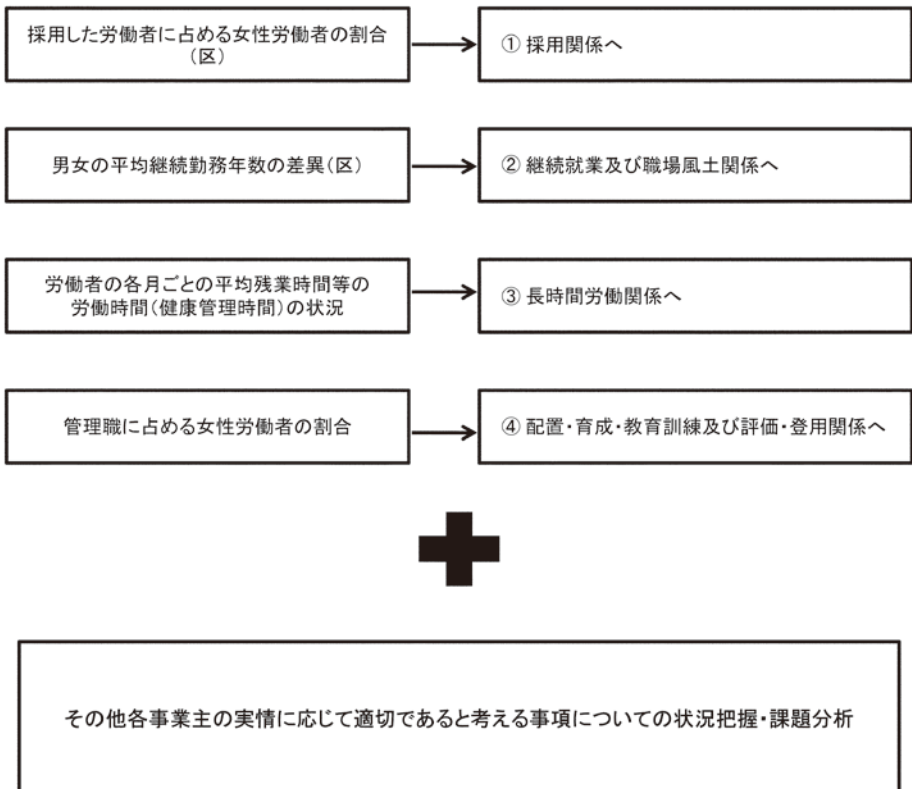 採用した労働者に占める女性労働者の割合
(区)
① 採用関係へ
男女の平均継続勤務年数の差異(区)
② 継続就業及び職場風土関係へ
労働者の各月ごとの平均残業時間等の
労働時間(健康管理時間)の状況
③ 長時間労働関係へ
管理職に占める女性労働者の割合
④ 配置・育成・教育訓練及び評価・登用関係へ
その他各事業主の実情に応じて適切であると考える事項についての状況把握・課題分析